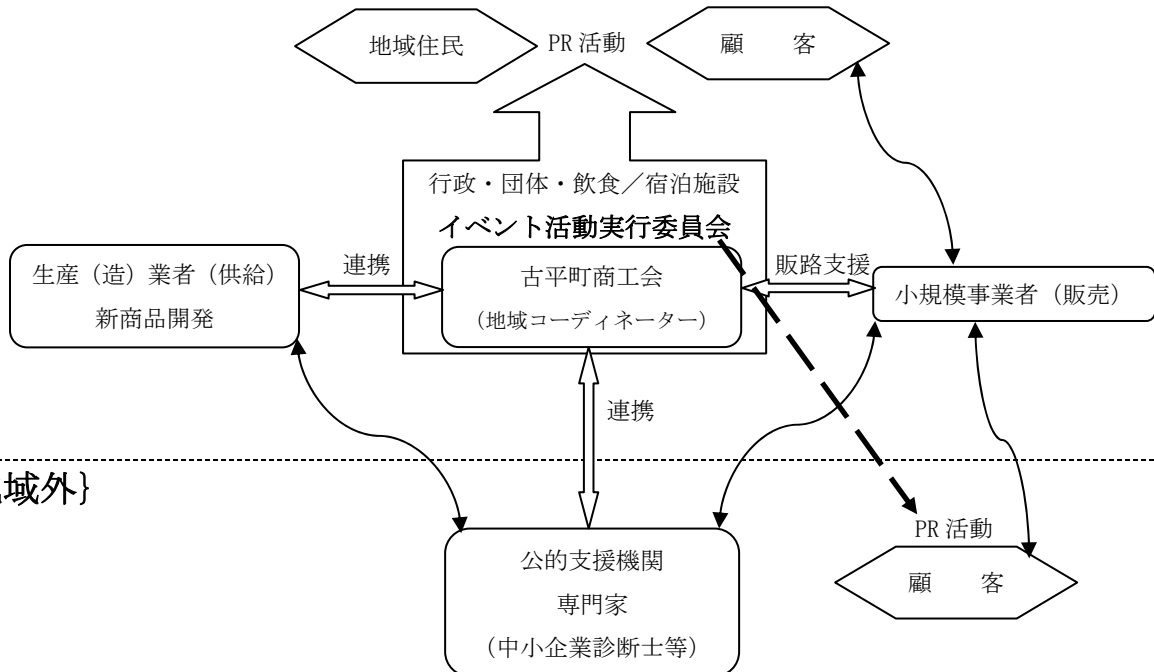 地域住民
PR 活動
顧　　客
行政・団体・飲食／宿泊施設
イベント活動実行委員会
生産（造）業者（供給）
新商品開発
連携
古平町商工会
（地域コーディネーター）
販路支援
小規模事業者（販売）
連携
域外}
PR 活動
顧　　客
公的支援機関
専門家
（中小企業診断士等）